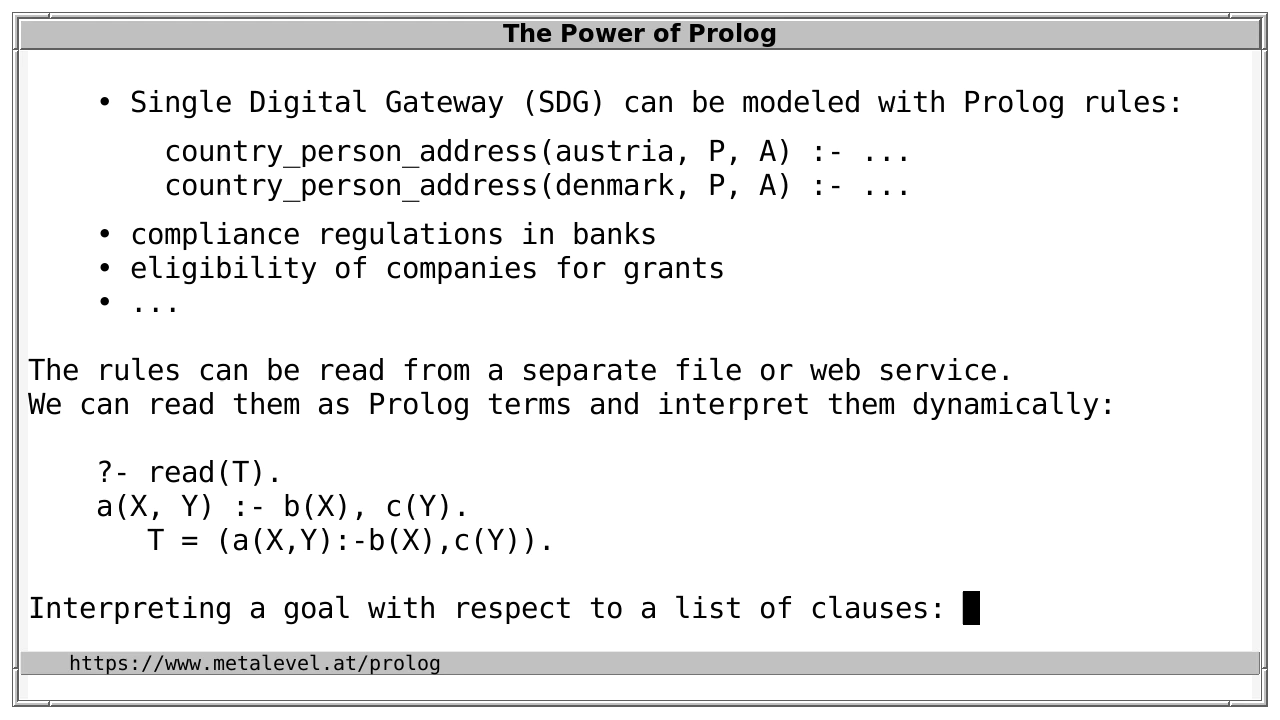 The Power of Prolog
• Single Digital Gateway (SDG) can be modeled with Prolog rules:
country_person_address(austria, P, A) :- ...
country_person_address(denmark, P, A) :- ...
• compliance regulations in banks
• eligibility of companies for grants
• ...
The rules can be read from a separate file or web service.
We can read them as Prolog terms and interpret them dynamically:
?- read(T).
a(X, Y) :- b(X), c(Y).
T = (a(X,Y):-b(X),c(Y)).
Interpreting a goal with respect to a list of clauses:
https://www.metalevel.at/prolog